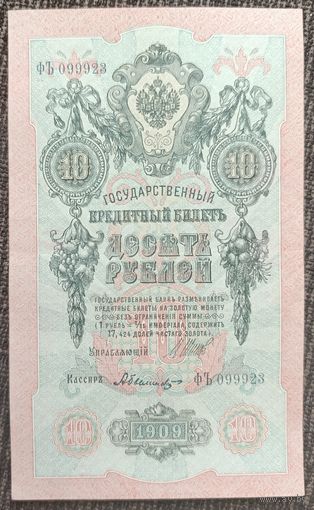 ФЪ 099923
10 10
ГОСУДАРСТВЕННЫЙ
КРЕДИТНЫЙ БИЛЕТЪ
ДЕСЯТЬ
РУБЛЕЙ
ГОСУДАРСТВЕННЫЙ БАНКЪ РАЗМѢНИВАЕТЪ
КРЕДИТНЫЕ БИЛЕТЫ НА ЗОЛОТУЮ МОНЕТУ
БЕЗЪ ОГРАНИЧЕНІЯ СУММЫ
(1 РУБЛЬ = 1/15 ИМПЕРІАЛА, СОДЕРЖИТЪ
17,424 ДОЛЕЙ ЧИСТАГО ЗОЛОТА).
УПРАВЛЯЮЩІЙ
КАССИРЪ
ФЪ 099923
10 1909 10